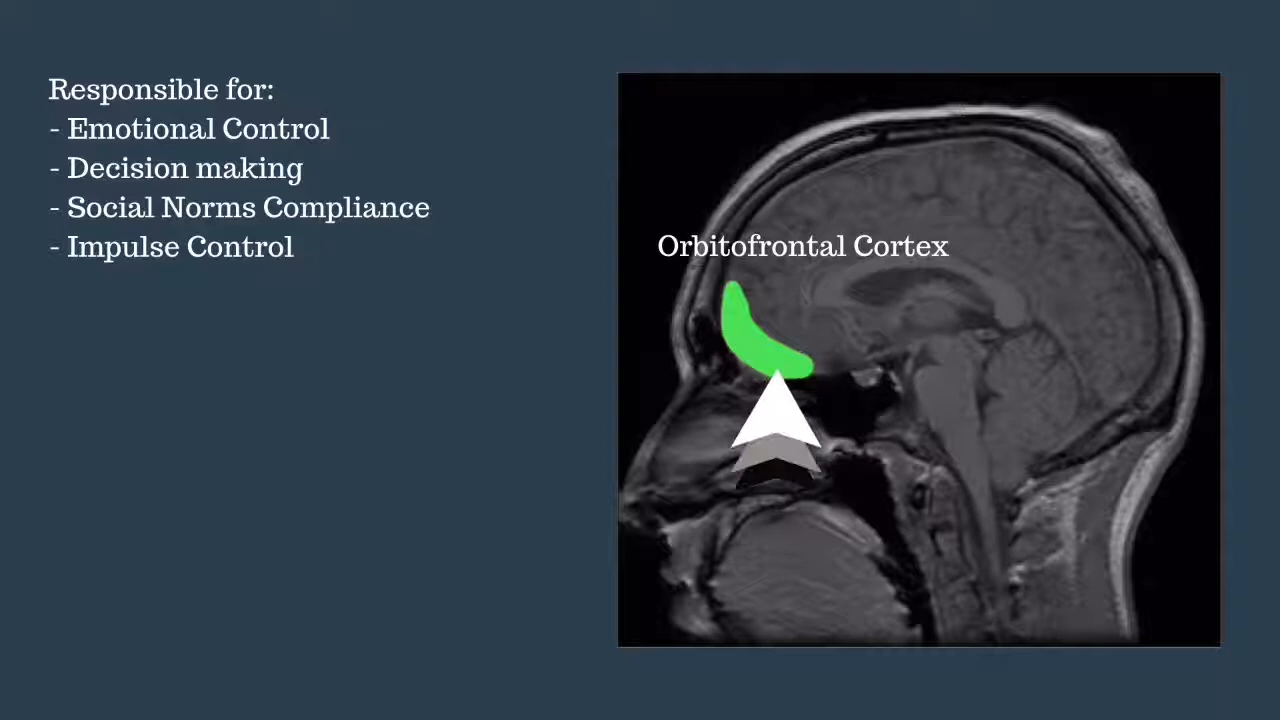 Responsible for:
- Emotional Control
- Decision making
- Social Norms Compliance
- Impulse Control
Orbitofrontal Cortex